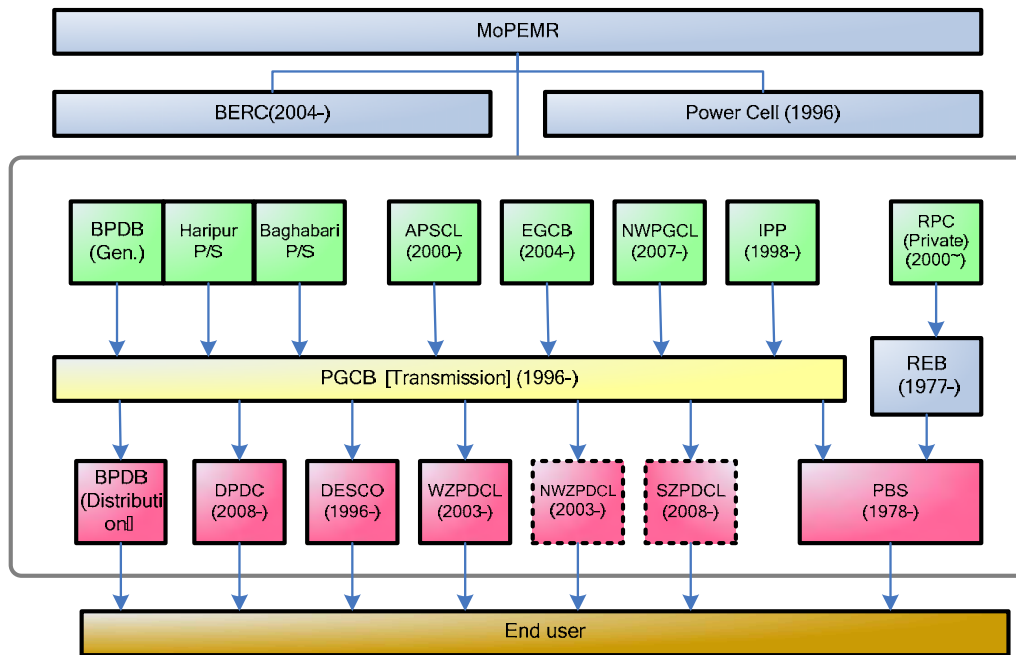 MoPEMR
BERC(2004-)
Power Cell (1996)
BPDB
(Gen.)
Haripur
P/S
Baghabari
P/S
APSCL
(2000-)
EGCB
(2004-)
NWPGCL
(2007-)
IPP
(1998-)
RPC
(Private)
(2000~)
PGCB [Transmission] (1996-)
REB
(1977-)
BPDB
(Distributi
on▯
DPDC
(2008-)
DESCO
(1996-)
WZPDCL
(2003-)
NWZPDCL
(2003-)
SZPDCL
(2008-)
PBS
(1978-)
End user